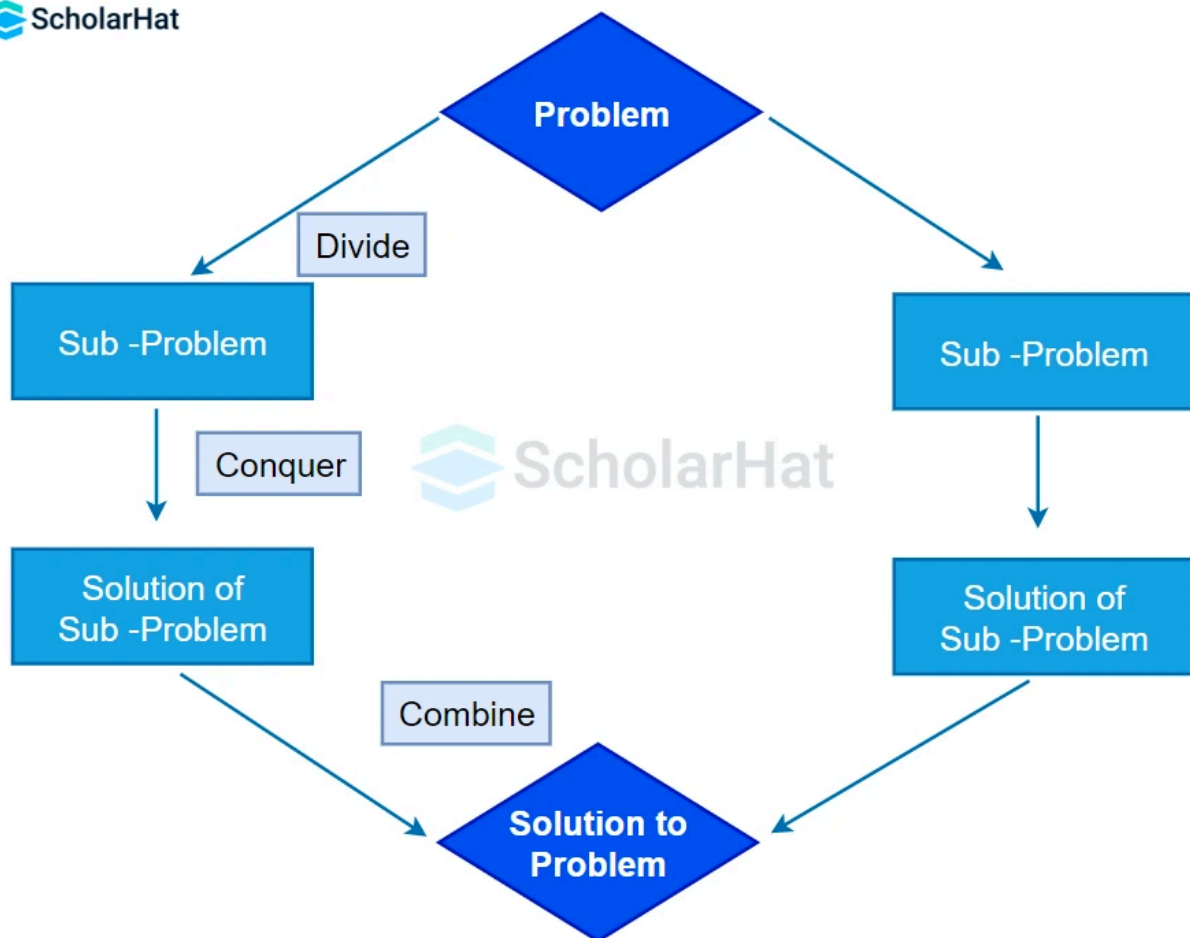 ScholarHat
Problem
Divide
Sub -Problem
Sub -Problem
Conquer
ScholarHat
Solution of
Sub -Problem
Solution of
Sub -Problem
Combine
Solution to
Problem